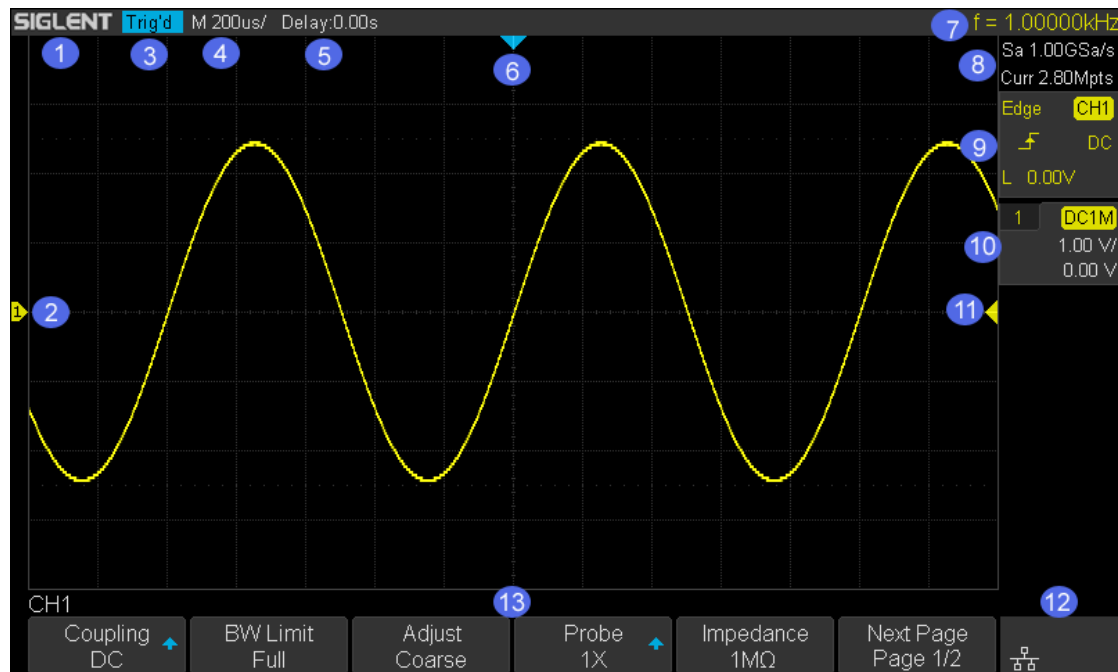 SIGLENT Trig'd M 200us/ Delay:0.00s
7 f = 1.00000kHz
1 3 4 5 6
8 Sa 1.00GSa/s
Curr 2.80Mpts
Edge CH1
9 DC
L 0.00V
1 DC1M
10 1.00 V/
0.00 V
1 2 11
CH1 13 12
Coupling
DC
BW Limit
Full
Adjust
Coarse
Probe
1X
Impedance
1MΩ
Next Page
Page 1/2